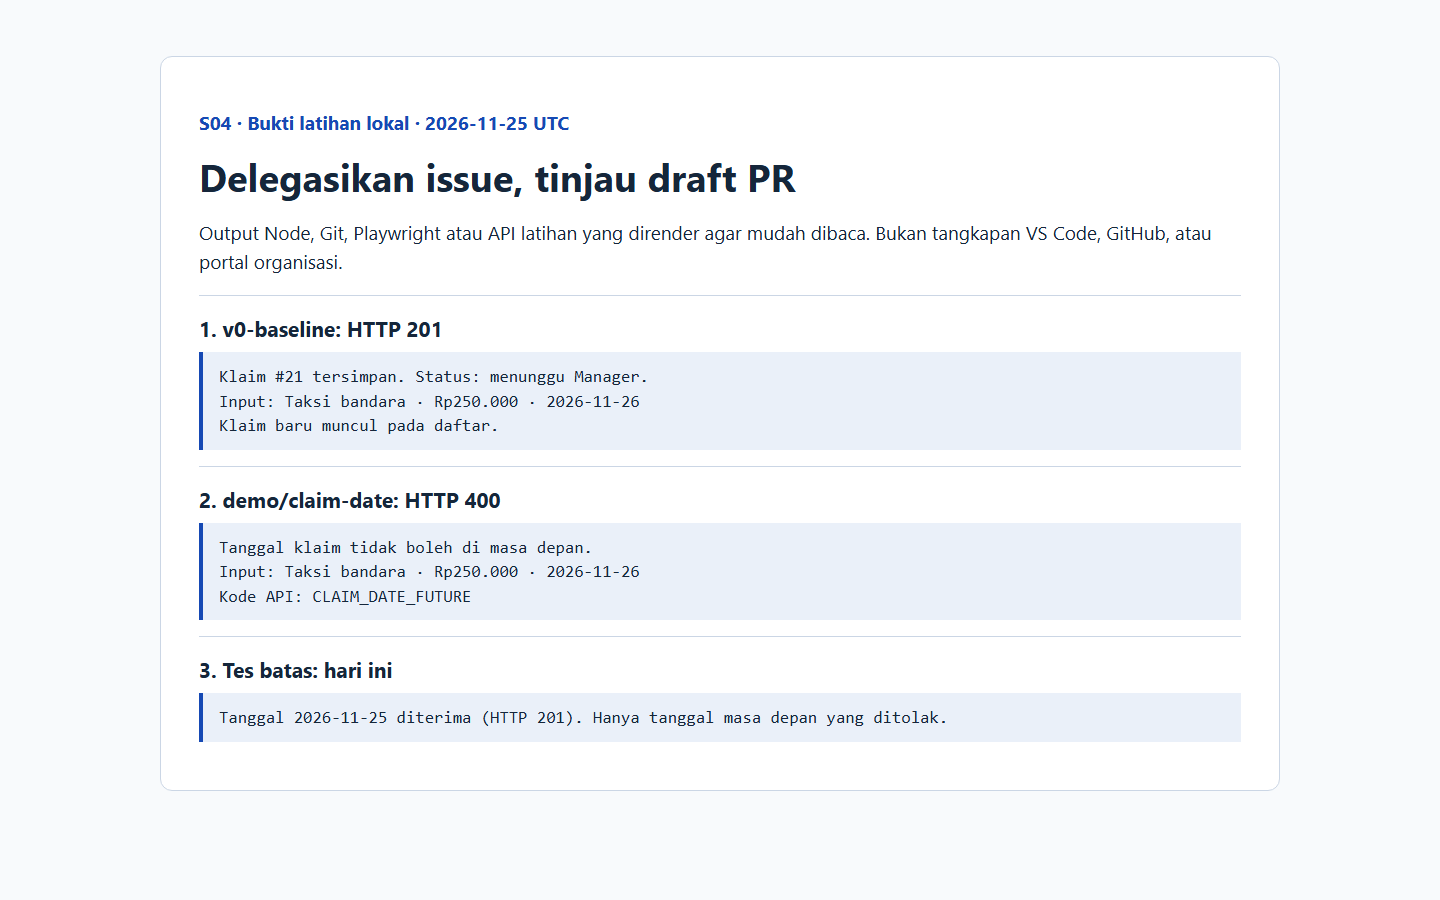 S04 · Bukti latihan lokal · 2026-11-25 UTC
Delegasikan issue, tinjau draft PR
Output Node, Git, Playwright atau API latihan yang dirender agar mudah dibaca. Bukan tangkapan VS Code, GitHub, atau
portal organisasi.
1. v0-baseline: HTTP 201
Klaim #21 tersimpan. Status: menunggu Manager.
Input: Taksi bandara · Rp250.000 · 2026-11-26
Klaim baru muncul pada daftar.
2. demo/claim-date: HTTP 400
Tanggal klaim tidak boleh di masa depan.
Input: Taksi bandara · Rp250.000 · 2026-11-26
Kode API: CLAIM_DATE_FUTURE
3. Tes batas: hari ini
Tanggal 2026-11-25 diterima (HTTP 201). Hanya tanggal masa depan yang ditolak.